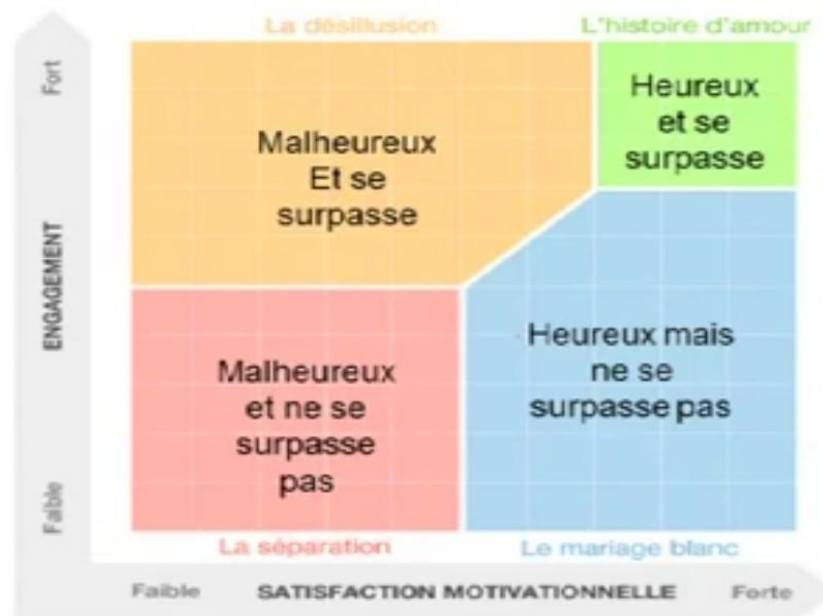 La désillusion
L'histoire d'amour
Fort
Malheureux
Et se
surpasse
Heureux
et se
surpasse
ENGAGEMENT
Malheureux
et ne se
surpasse
pas
Heureux mais
ne se
surpasse pas
Faible
La séparation
Le mariage blanc
Faible
SATISFACTION MOTIVATIONNELLE
Forte